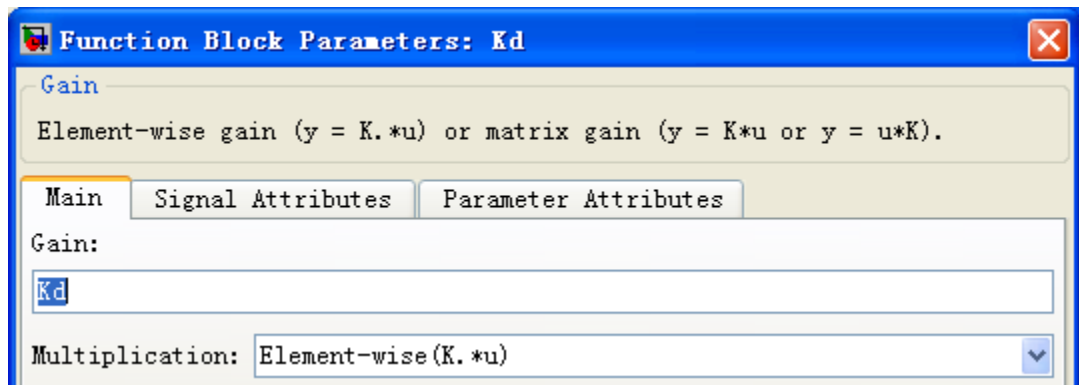 Function Block Parameters: Kd
Gain
Element-wise gain (y = K.*u) or matrix gain (y = K*u or y = u*K).
Main Signal Attributes Parameter Attributes
Gain:
Kd
Multiplication: Element-wise(K.*u)